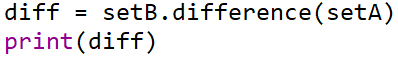 diff = setB.difference(setA)
print(diff)